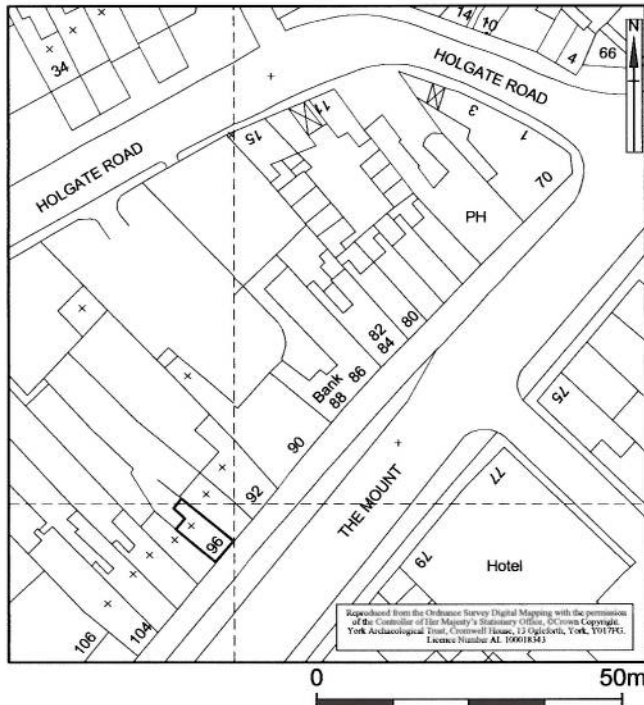 14
10
34
4
66
N
HOLGATE ROAD
11
3
15
1
HOLGATE ROAD
70
PH
82
80
84
86
Bank
88
75
90
THE MOUNT
77
92
96
79
Hotel
104
106
Reproduced from the Ordnance Survey Digital Mapping with the permission
of the Controller of Her Majesty's Stationery Office, ©Crown Copyright.
York Archaeological Trust, Cromwell House, 13 Ogleforth, York, YO17FG.
Licence Number AL 100018343
0
50m